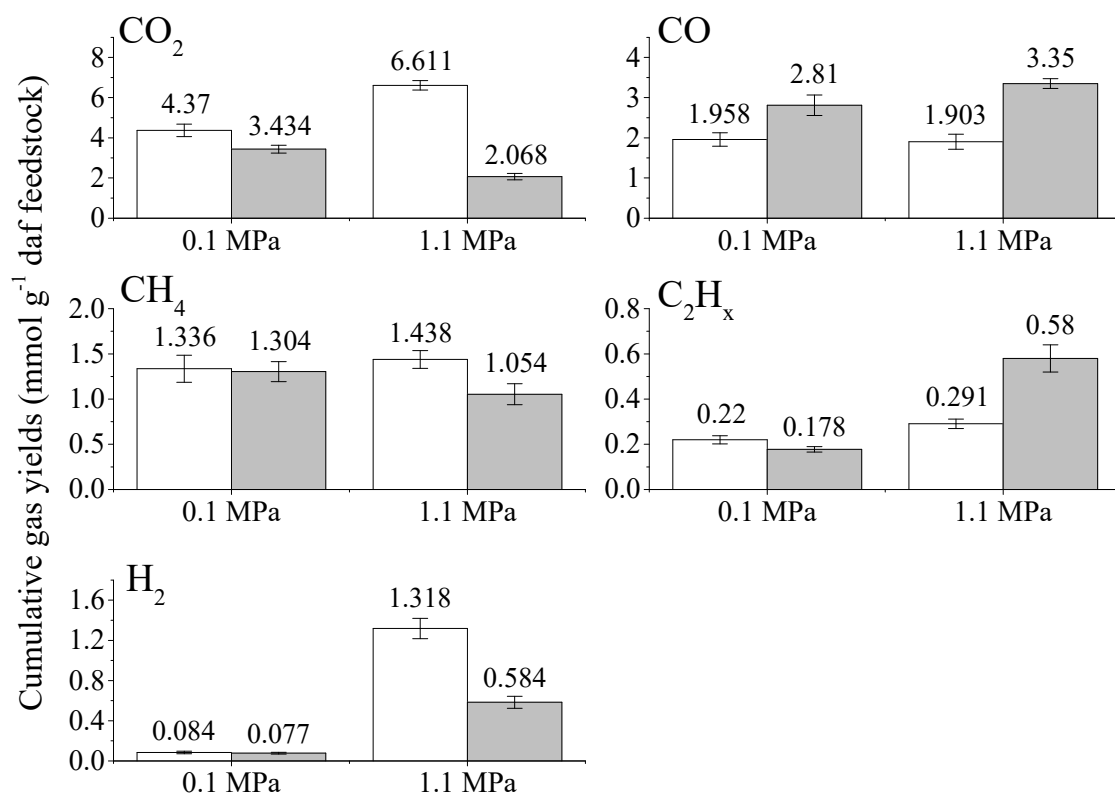 Cumulative gas yields (mmol g⁻¹ daf feedstock)
CO₂
8
6
4
2
0
4.37
3.434
6.611
2.068
0.1 MPa
1.1 MPa
CO
4
3
2
1
0
1.958
2.81
1.903
3.35
0.1 MPa
1.1 MPa
CH₄
2.0
1.5
1.0
0.5
0.0
1.336
1.304
1.438
1.054
0.1 MPa
1.1 MPa
C₂Hₓ
0.8
0.6
0.4
0.2
0.0
0.22
0.178
0.291
0.58
0.1 MPa
1.1 MPa
H₂
1.6
1.2
0.8
0.4
0.0
0.084
0.077
1.318
0.584
0.1 MPa
1.1 MPa